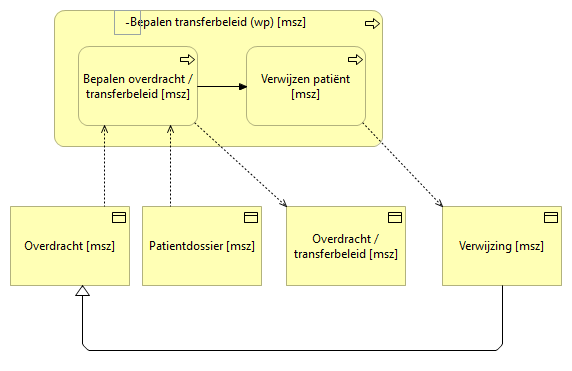 -Bepalen transferbeleid (wp) [msz]
Bepalen overdracht /
transferbeleid [msz]
Verwijzen patiënt
[msz]
Overdracht [msz]
Patientdossier [msz]
Overdracht /
transferbeleid [msz]
Verwijzing [msz]